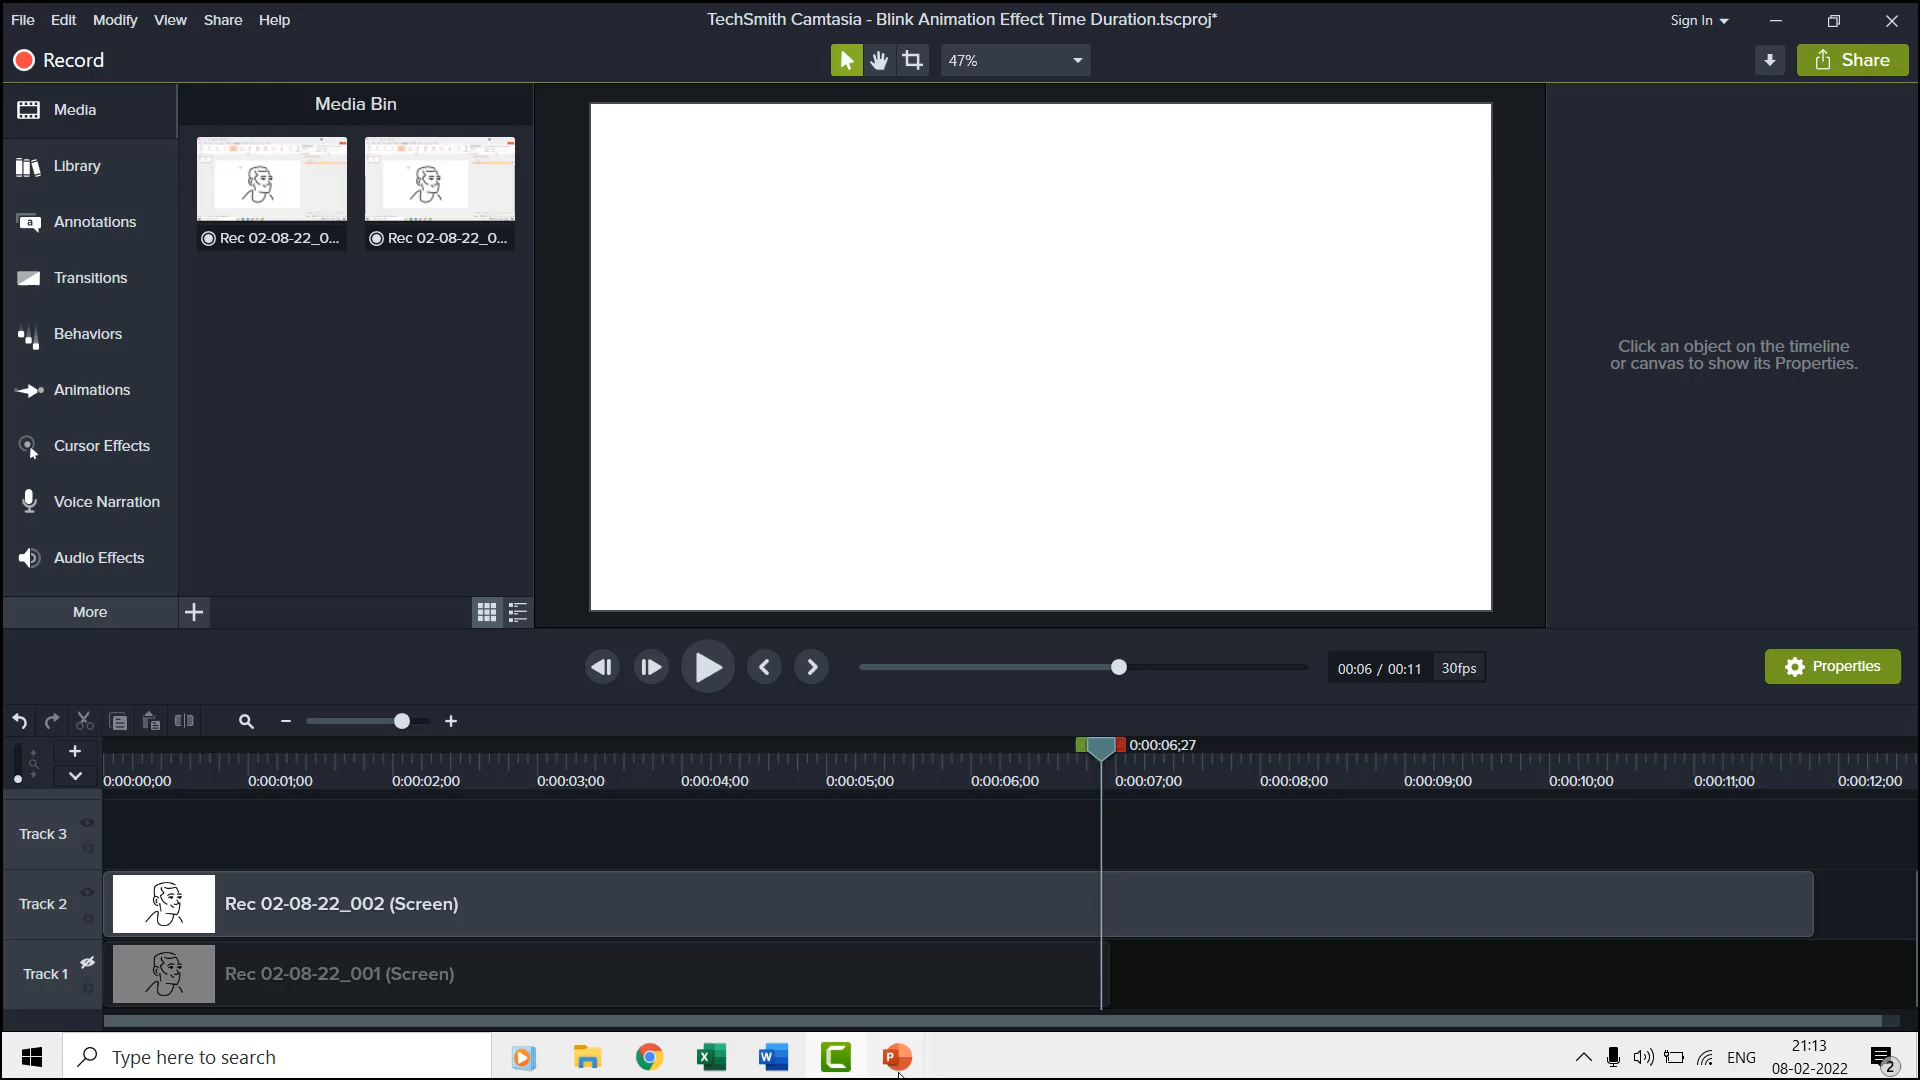 File Edit Modify View Share Help
TechSmith Camtasia - Blink Animation Effect Time Duration.tscproj*
Sign In
Record
47%
Share
Media
Media Bin
Library
Annotations
Transitions
Behaviors
Animations
Cursor Effects
Voice Narration
Audio Effects
More
Rec 02-08-22_0...
Rec 02-08-22_0...
Click an object on the timeline
or canvas to show its Properties.
00:06 / 00:11
30fps
Properties
0:00:06;27
0:00:00;00 0:00:01;00 0:00:02;00 0:00:03;00 0:00:04;00 0:00:05;00 0:00:06;00 0:00:07;00 0:00:08;00 0:00:09;00 0:00:10;00 0:00:11;00 0:00:12;00
Track 3
Track 2
Rec 02-08-22_002 (Screen)
Track 1
Rec 02-08-22_001 (Screen)
Type here to search
ENG
21:13
08-02-2022
2